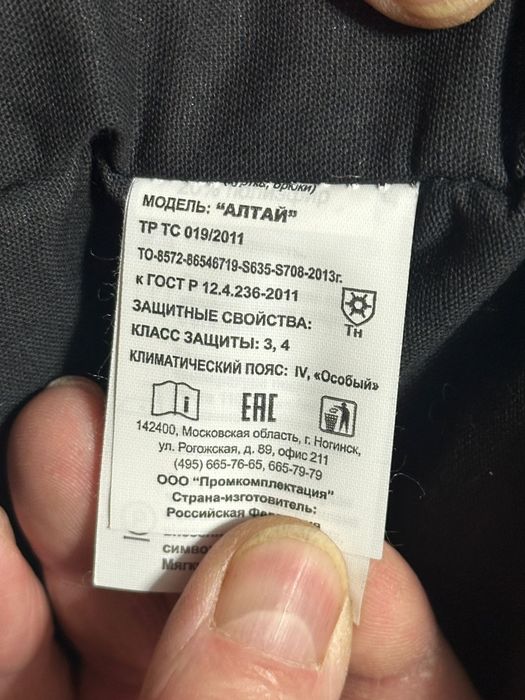 брюки)
МОДЕЛЬ: "АЛТАЙ"
ТР ТС 019/2011
ТО-8572-86546719-S635-S708-2013г.
к ГОСТ Р 12.4.236-2011
ЗАЩИТНЫЕ СВОЙСТВА:
Тн
КЛАСС ЗАЩИТЫ: 3, 4
КЛИМАТИЧЕСКИЙ ПОЯС: IV, «Особый»
EAC
142400, Московская область, г. Ногинск,
ул. Рогожская, д. 89, офис 211
(495) 665-76-65, 665-79-79
ООО "Промкомплектация"
Страна-изготовитель:
Российская